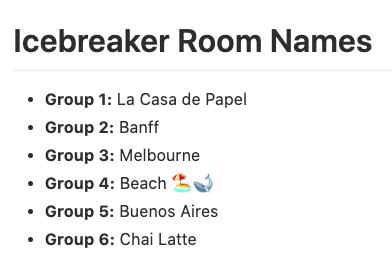 Icebreaker Room Names
• Group 1: La Casa de Papel
• Group 2: Banff
• Group 3: Melbourne
• Group 4: Beach 🏖️🐋
• Group 5: Buenos Aires
• Group 6: Chai Latte